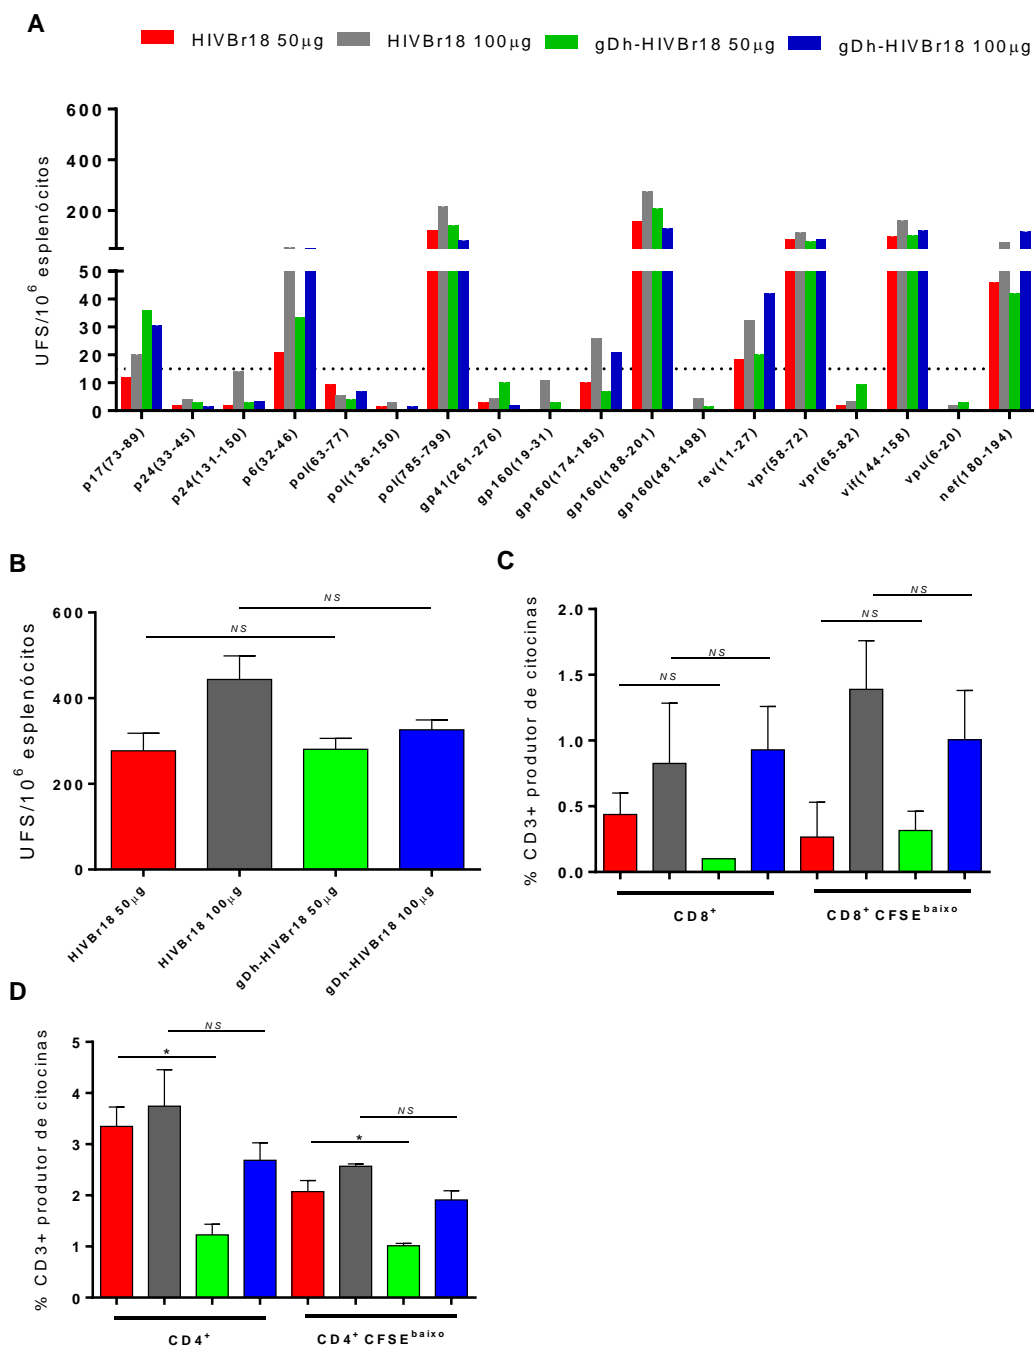 A
HIVBr18 50μg HIVBr18 100μg gDh-HIVBr18 50μg gDh-HIVBr18 100μg
UFS/10⁶ esplenócitos
600
400
200
50
40
30
20
10
0
p17(73-89)
p24(33-45)
p24(131-150)
p6(32-46)
pol(63-77)
pol(136-150)
pol(785-799)
gp41(261-276)
gp160(19-31)
gp160(174-185)
gp160(188-201)
gp160(481-498)
rev(11-27)
vpr(58-72)
vpr(65-82)
vif(144-158)
vpu(6-20)
nef(180-194)
B
UFS/10⁶ esplenócitos
600
400
200
0
NS
NS
HIVBr18 50μg
HIVBr18 100μg
gDh-HIVBr18 50μg
gDh-HIVBr18 100μg
C
% CD3+ produtor de citocinas
2.0
1.5
1.0
0.5
0.0
NS
NS
NS
NS
CD8⁺
CD8⁺ CFSEᵇᵃⁱˣᵒ
D
% CD3+ produtor de citocinas
5
4
3
2
1
0
NS
*
NS
*
CD4⁺
CD4⁺ CFSEᵇᵃⁱˣᵒ